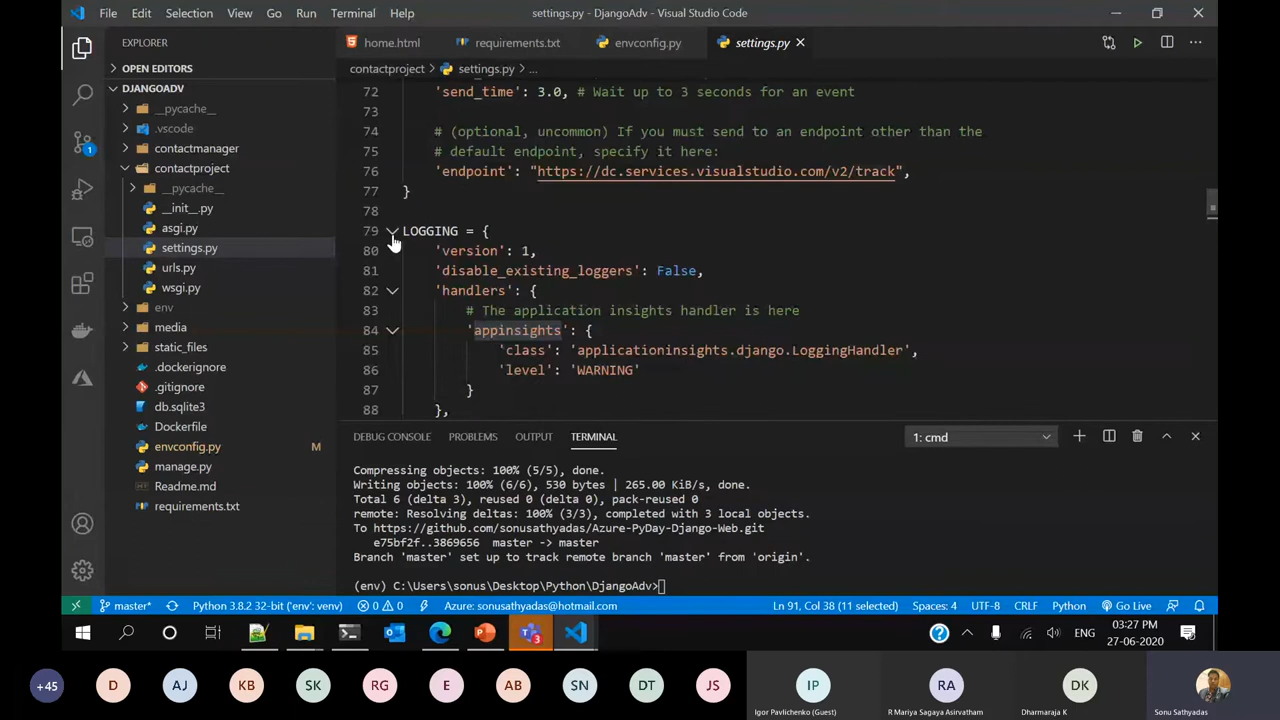 File Edit Selection View Go Run Terminal Help
settings.py - DjangoAdv - Visual Studio Code
EXPLORER
OPEN EDITORS
DJANGOADV
__pycache__
.vscode
contactmanager
contactproject
__pycache__
__init__.py
asgi.py
settings.py
urls.py
wsgi.py
env
media
static_files
.dockerignore
.gitignore
db.sqlite3
Dockerfile
envconfig.py M
manage.py
Readme.md
requirements.txt
1
home.html requirements.txt envconfig.py settings.py
contactproject > settings.py > ...
72 'send_time': 3.0, # Wait up to 3 seconds for an event
73
74 # (optional, uncommon) If you must send to an endpoint other than the
75 # default endpoint, specify it here:
76 'endpoint': "https://dc.services.visualstudio.com/v2/track",
77 }
78
79 LOGGING = {
80 'version': 1,
81 'disable_existing_loggers': False,
82 'handlers': {
83 # The application insights handler is here
84 'appinsights': {
85 'class': 'applicationinsights.django.LoggingHandler',
86 'level': 'WARNING'
87 }
88 },
DEBUG CONSOLE PROBLEMS OUTPUT TERMINAL
1: cmd
Compressing objects: 100% (5/5), done.
Writing objects: 100% (6/6), 530 bytes | 265.00 KiB/s, done.
Total 6 (delta 3), reused 0 (delta 0), pack-reused 0
remote: Resolving deltas: 100% (3/3), completed with 3 local objects.
To https://github.com/sonusathyadas/Azure-PyDay-Django-Web.git
e75bf2f..3869656 master -> master
Branch 'master' set up to track remote branch 'master' from 'origin'.
(env) C:\Users\sonus\Desktop\Python\DjangoAdv>
master* Python 3.8.2 32-bit ('env': venv) 0 0 Azure: sonusathyadas@hotmail.com Ln 91, Col 38 (11 selected) Spaces: 4 UTF-8 CRLF Python Go Live
3 ENG 03:27 PM
27-06-2020
+45 D AJ KB SK RG E AB SN DT JS IP RA DK
Igor Pavlichenko (Guest) R Mariya Sagaya Asirvatham Dharmaraja K Sonu Sathyadas